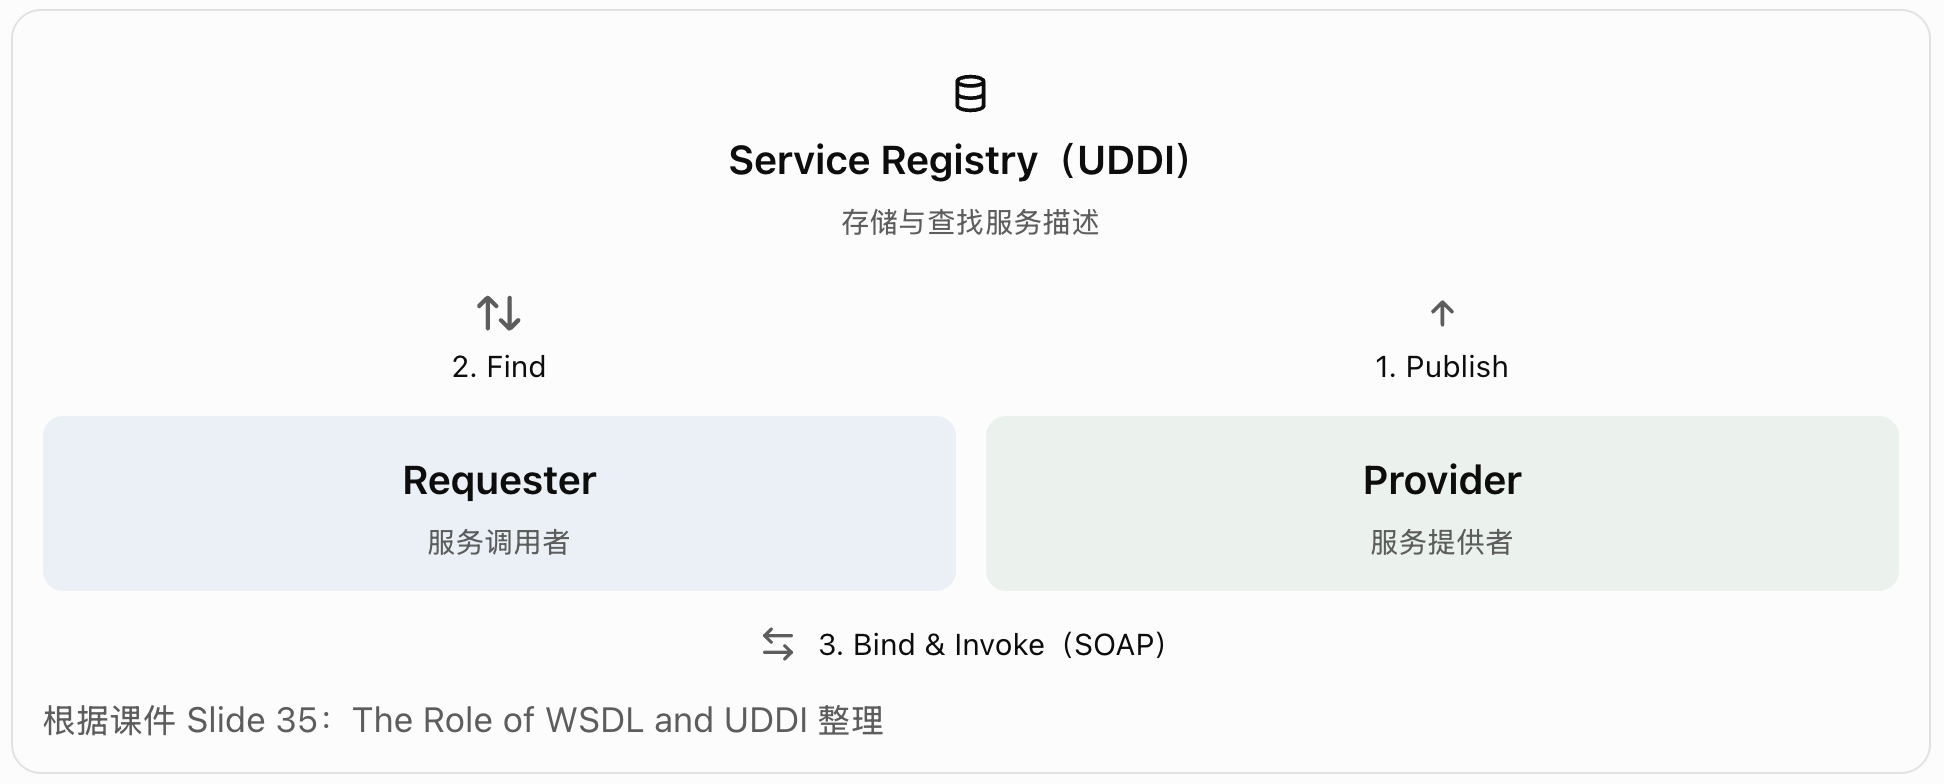 Service Registry（UDDI）
存储与查找服务描述
2. Find
1. Publish
Requester
服务调用者
Provider
服务提供者
3. Bind & Invoke（SOAP）
根据课件 Slide 35：The Role of WSDL and UDDI 整理